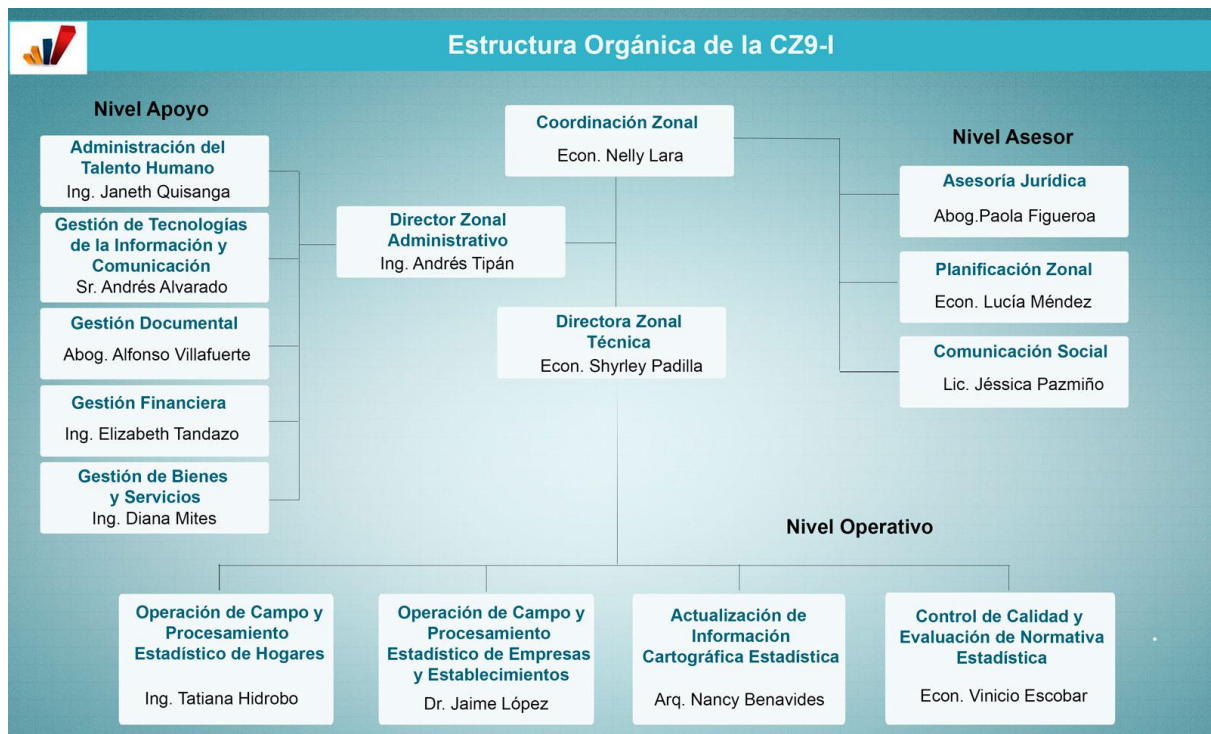 Estructura Orgánica de la CZ9-I
Nivel Apoyo
Administración del
Talento Humano
Ing. Janeth Quisanga
Gestión de Tecnologías
de la Información y
Comunicación
Sr. Andrés Alvarado
Gestión Documental
Abog. Alfonso Villafuerte
Gestión Financiera
Ing. Elizabeth Tandazo
Gestión de Bienes
y Servicios
Ing. Diana Mites
Coordinación Zonal
Econ. Nelly Lara
Director Zonal
Administrativo
Ing. Andrés Tipán
Directora Zonal
Técnica
Econ. Shyrley Padilla
Nivel Asesor
Asesoría Jurídica
Abog.Paola Figueroa
Planificación Zonal
Econ. Lucía Méndez
Comunicación Social
Lic. Jéssica Pazmiño
Nivel Operativo
Operación de Campo y
Procesamiento
Estadístico de Hogares
Ing. Tatiana Hidrobo
Operación de Campo y
Procesamiento
Estadístico de Empresas
y Establecimientos
Dr. Jaime López
Actualización de
Información
Cartográfica Estadística
Arq. Nancy Benavides
Control de Calidad y
Evaluación de Normativa
Estadística
Econ. Vinicio Escobar